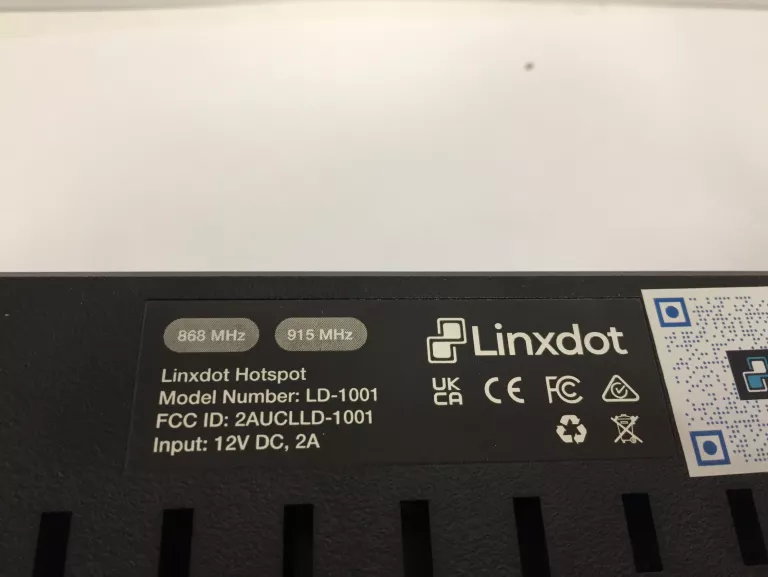 868 MHz 915 MHz
Linxdot Hotspot
Model Number: LD-1001
FCC ID: 2AUCLLD-1001
Input: 12V DC, 2A
Linxdot
UK
CA CE FC